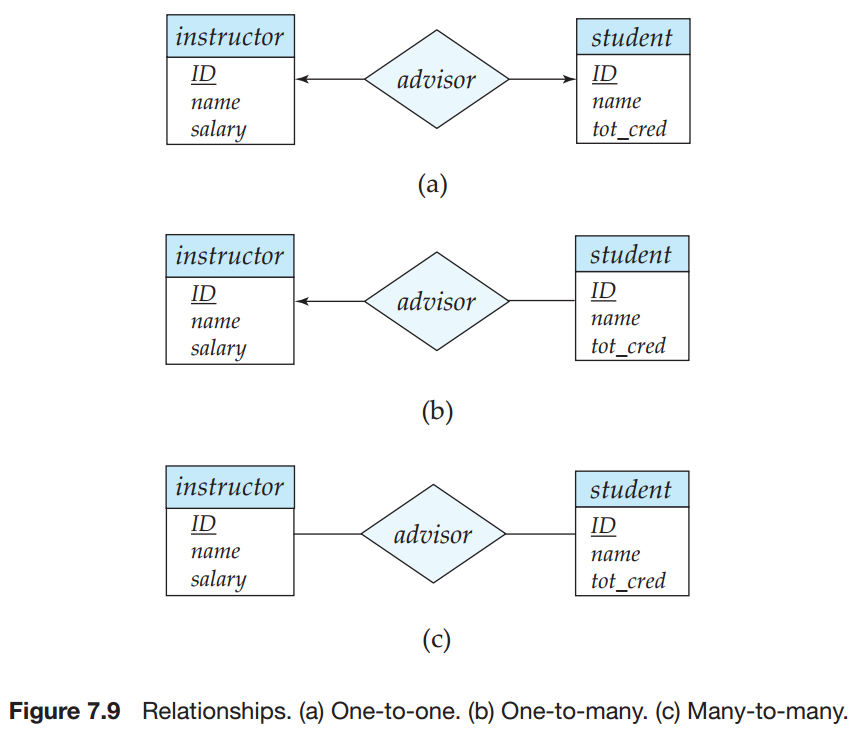 instructor
ID
name
salary
advisor
student
ID
name
tot_cred
(a)
instructor
ID
name
salary
advisor
student
ID
name
tot_cred
(b)
instructor
ID
name
salary
advisor
student
ID
name
tot_cred
(c)
Figure 7.9 Relationships. (a) One-to-one. (b) One-to-many. (c) Many-to-many.